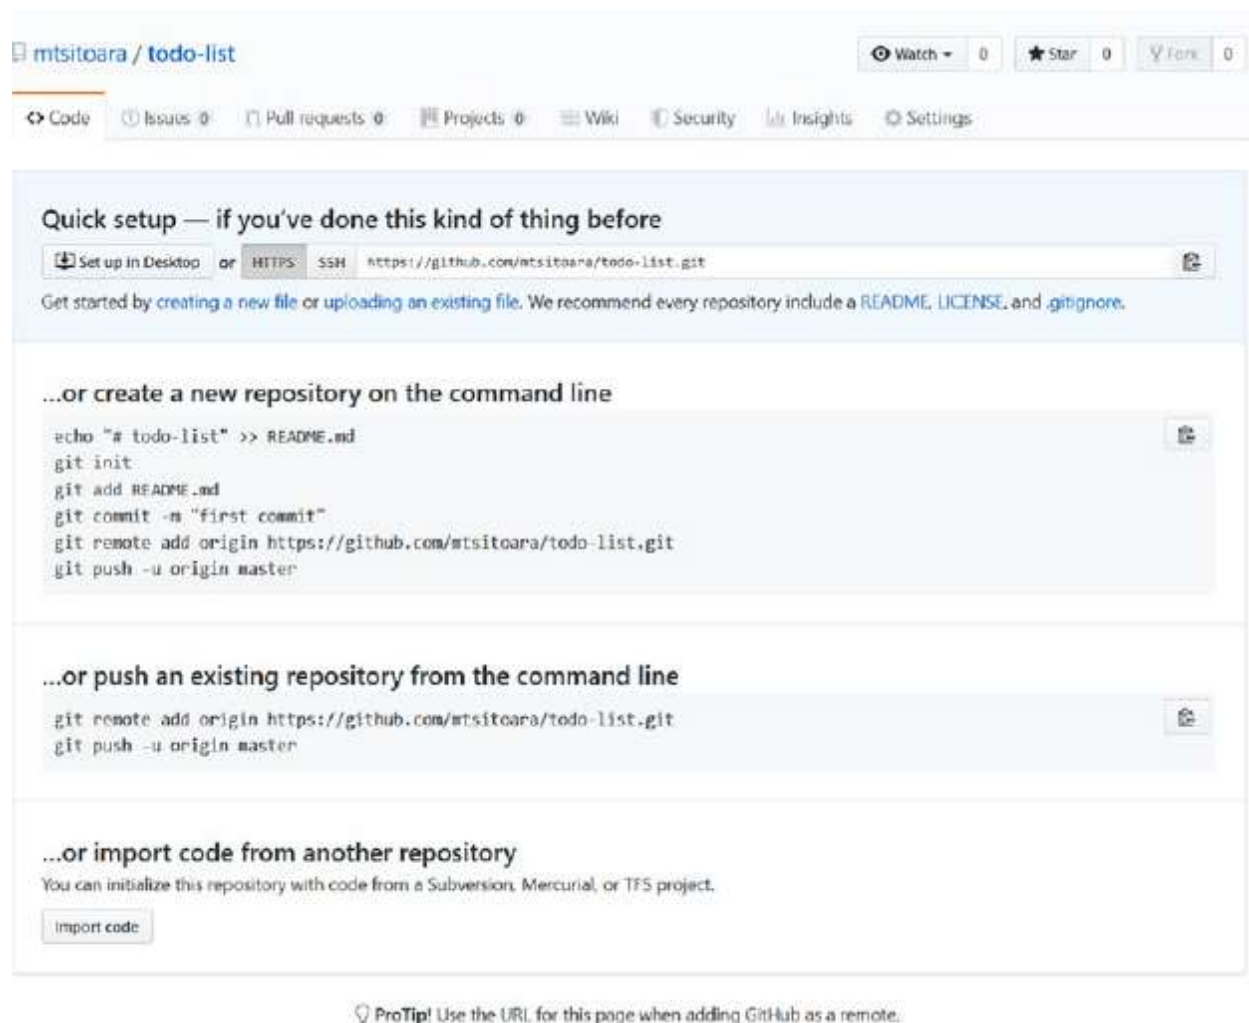 mtsitoara / todo-list
Watch 0 Star 0 Fork 0
Code Issues 0 Pull requests 0 Projects 0 Wiki Security Insights Settings
Quick setup — if you've done this kind of thing before
Set up in Desktop or HTTPS SSH https://github.com/mtsitoara/todo-list.git
Get started by creating a new file or uploading an existing file. We recommend every repository include a README, LICENSE, and .gitignore.
...or create a new repository on the command line
echo "# todo-list" >> README.md
git init
git add README.md
git commit -m "first commit"
git remote add origin https://github.com/mtsitoara/todo-list.git
git push -u origin master
...or push an existing repository from the command line
git remote add origin https://github.com/mtsitoara/todo-list.git
git push -u origin master
...or import code from another repository
You can initialize this repository with code from a Subversion, Mercurial, or TFS project.
Import code
ProTip! Use the URL for this page when adding GitHub as a remote.